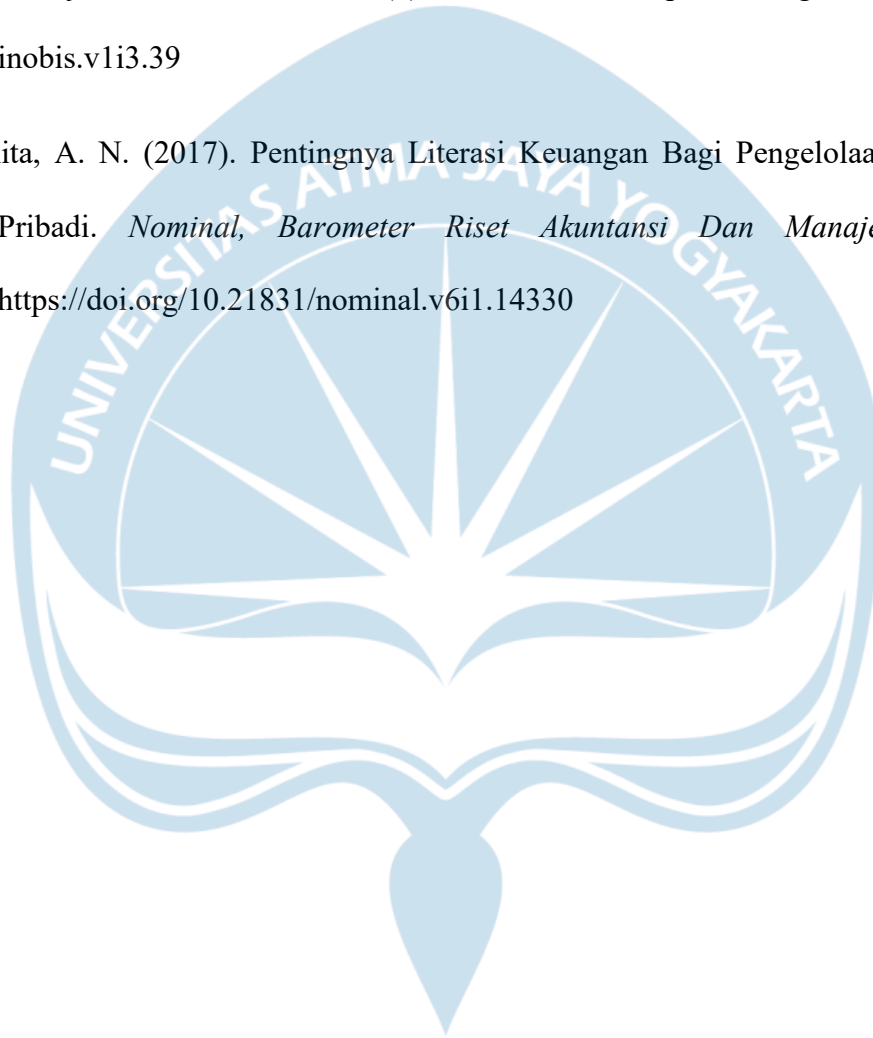 inobis.v1i3.39
ita, A. N. (2017). Pentingnya Literasi Keuangan Bagi Pengelolaa
Pribadi. Nominal, Barometer Riset Akuntansi Dan Manaje
https://doi.org/10.21831/nominal.v6i1.14330
UNIVERSITAS ATMA JAYA YOGYAKARTA